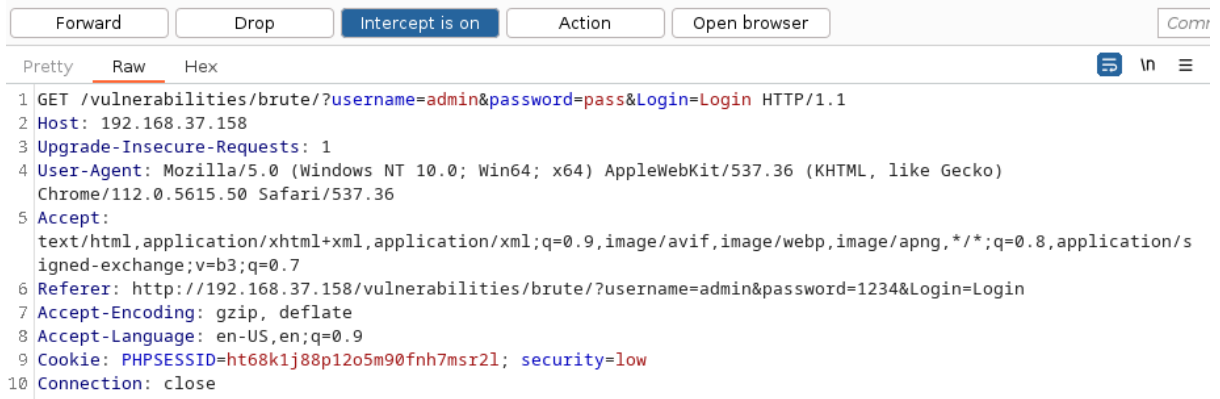 Forward Drop Intercept is on Action Open browser Comr
Pretty Raw Hex \n
1 GET /vulnerabilities/brute/?username=admin&password=pass&Login=Login HTTP/1.1
2 Host: 192.168.37.158
3 Upgrade-Insecure-Requests: 1
4 User-Agent: Mozilla/5.0 (Windows NT 10.0; Win64; x64) AppleWebKit/537.36 (KHTML, like Gecko)
Chrome/112.0.5615.50 Safari/537.36
5 Accept:
text/html,application/xhtml+xml,application/xml;q=0.9,image/avif,image/webp,image/apng,*/*;q=0.8,application/s
igned-exchange;v=b3;q=0.7
6 Referer: http://192.168.37.158/vulnerabilities/brute/?username=admin&password=1234&Login=Login
7 Accept-Encoding: gzip, deflate
8 Accept-Language: en-US,en;q=0.9
9 Cookie: PHPSESSID=ht68k1j88p12o5m90fnh7msr2l; security=low
10 Connection: close